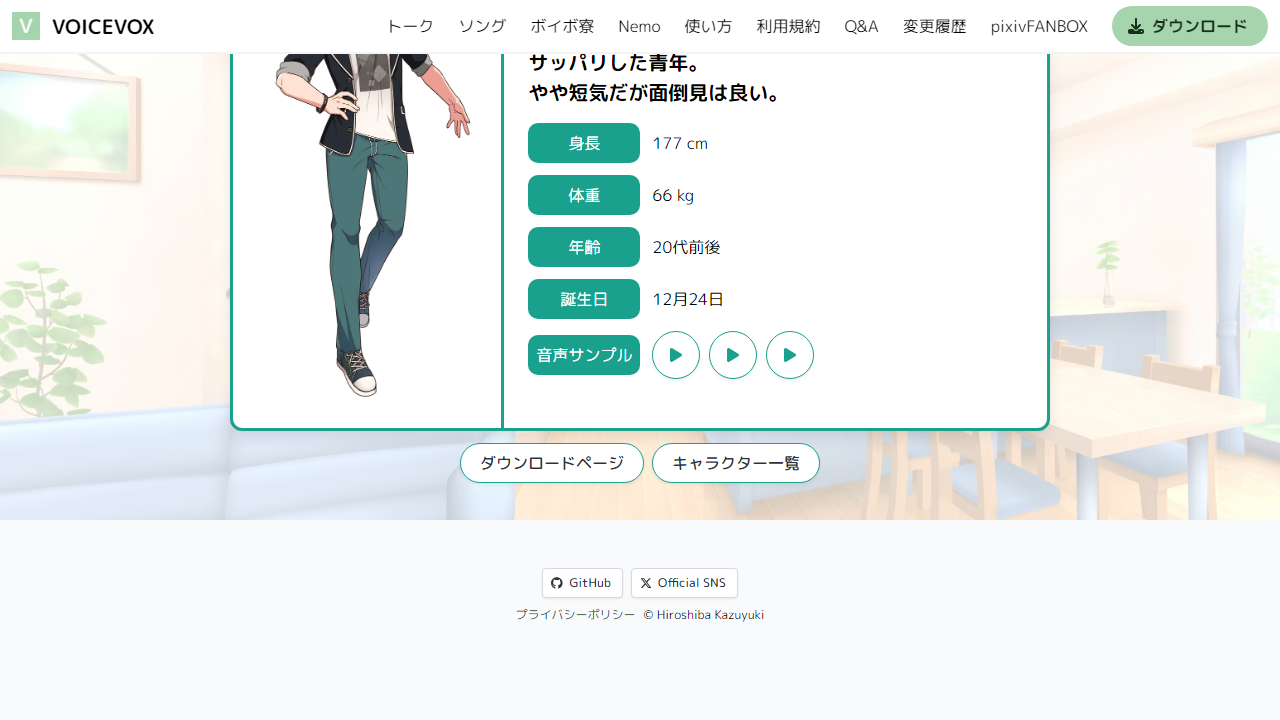 V VOICEVOX トーク ソング ボイボ寮 Nemo 使い方 利用規約 Q&A 変更履歴 pixivFANBOX ダウンロード
サッパリした青年。
やや短気だが面倒見は良い。
身長 177 cm
体重 66 kg
年齢 20代前後
誕生日 12月24日
音声サンプル
ダウンロードページ キャラクター一覧
GitHub Official SNS
プライバシーポリシー © Hiroshiba Kazuyuki